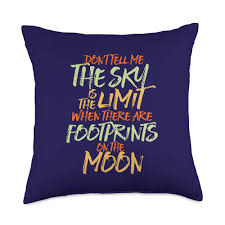 DON'T TELL ME
THE SKY
IS
THE LIMIT
WHEN THERE ARE
FOOTPRINTS
ON THE
MOON